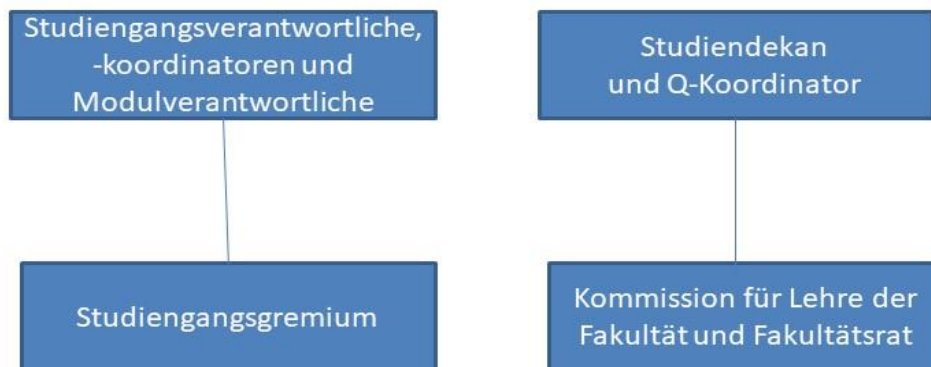 Studiengangsverantwortliche,
-koordinatoren und
Modulverantwortliche
Studiendekan
und Q-Koordinator
Studiengangsgremium
Kommission für Lehre der
Fakultät und Fakultätsrat